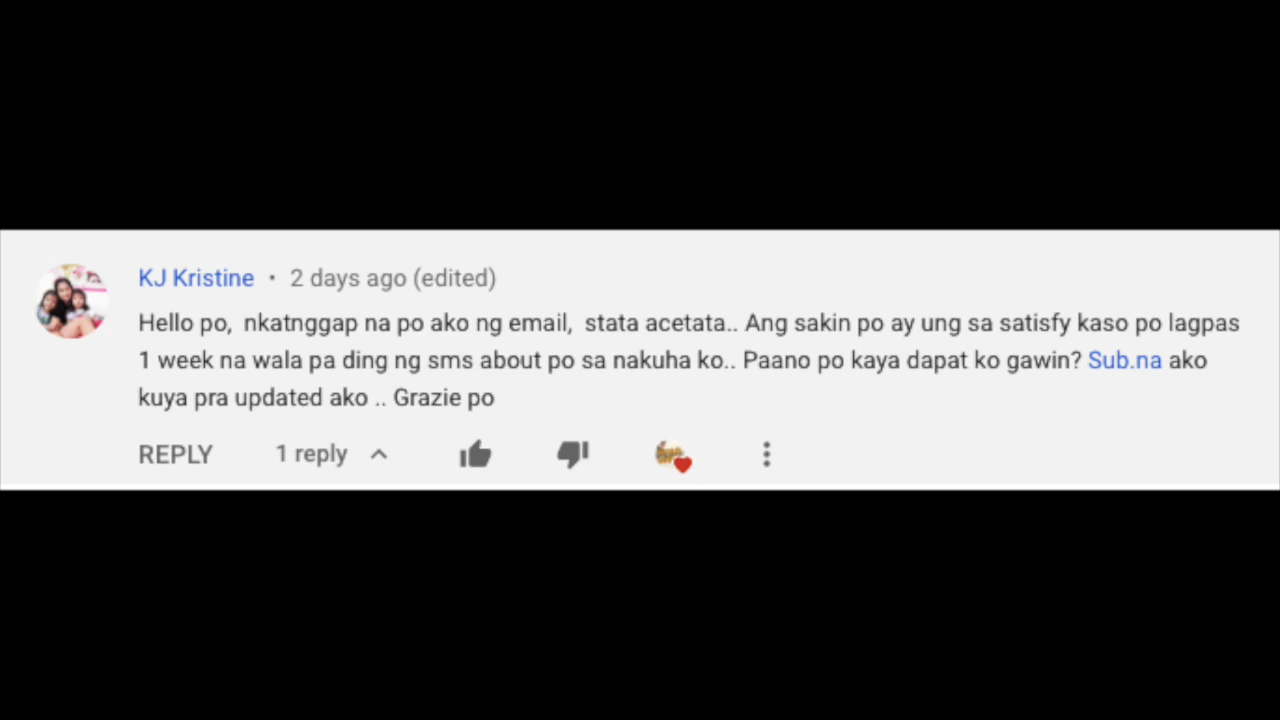 KJ Kristine • 2 days ago (edited)
Hello po, nkatnggap na po ako ng email, stata acetata.. Ang sakin po ay ung sa satisfy kaso po lagpas
1 week na wala pa ding ng sms about po sa nakuha ko.. Paano po kaya dapat ko gawin? Sub.na ako
kuya pra updated ako .. Grazie po
REPLY 1 reply